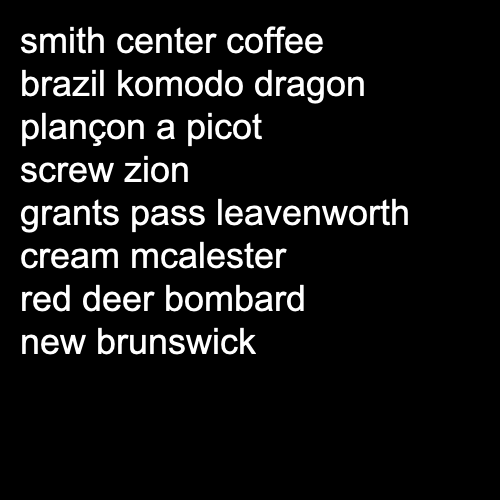 smith center coffee
brazil komodo dragon
plançon a picot
screw zion
grants pass leavenworth
cream mcalester
red deer bombard
new brunswick